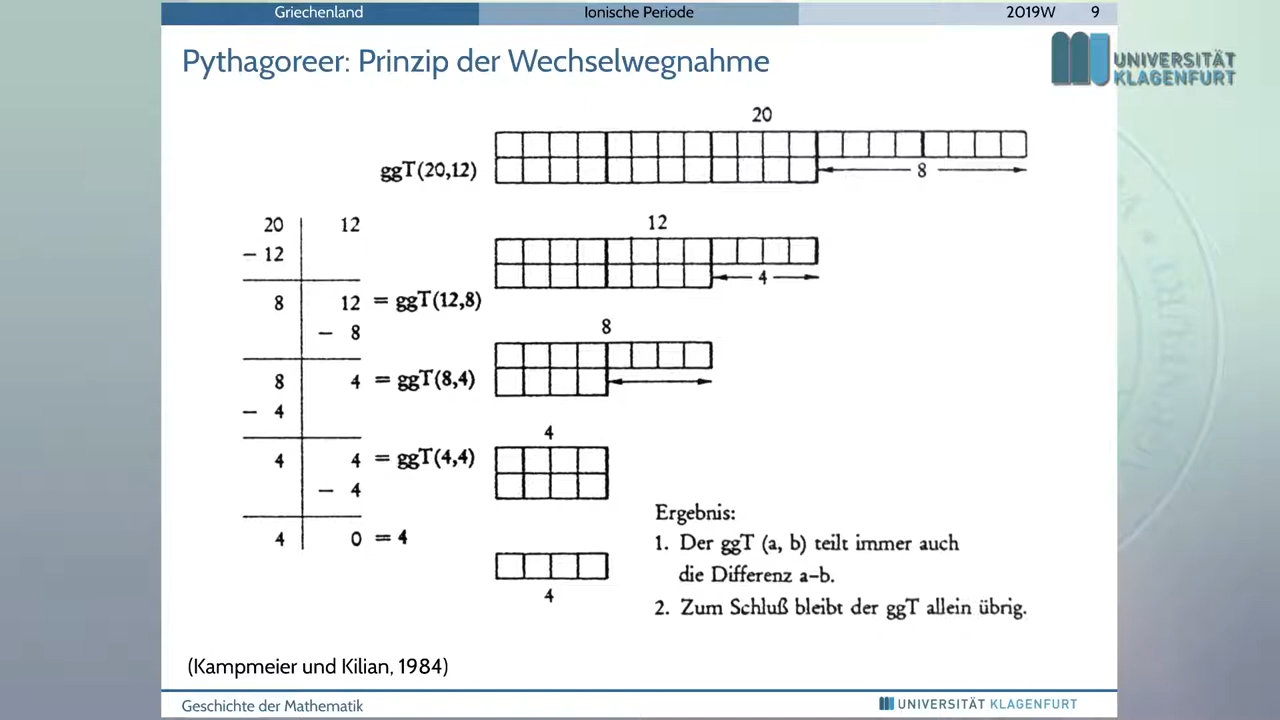 Griechenland Ionische Periode 2019W 9
Pythagoreer: Prinzip der Wechselwegnahme
UNIVERSITÄT
KLAGENFURT
20
ggT(20,12)
8
20 12
− 12
12
4
8 12 = ggT(12,8)
− 8
8
8 4 = ggT(8,4)
− 4
4
4 4 = ggT(4,4)
− 4
4 0 = 4
4
Ergebnis:
1. Der ggT (a, b) teilt immer auch
die Differenz a–b.
2. Zum Schluß bleibt der ggT allein übrig.
(Kampmeier und Kilian, 1984)
Geschichte der Mathematik UNIVERSITÄT KLAGENFURT